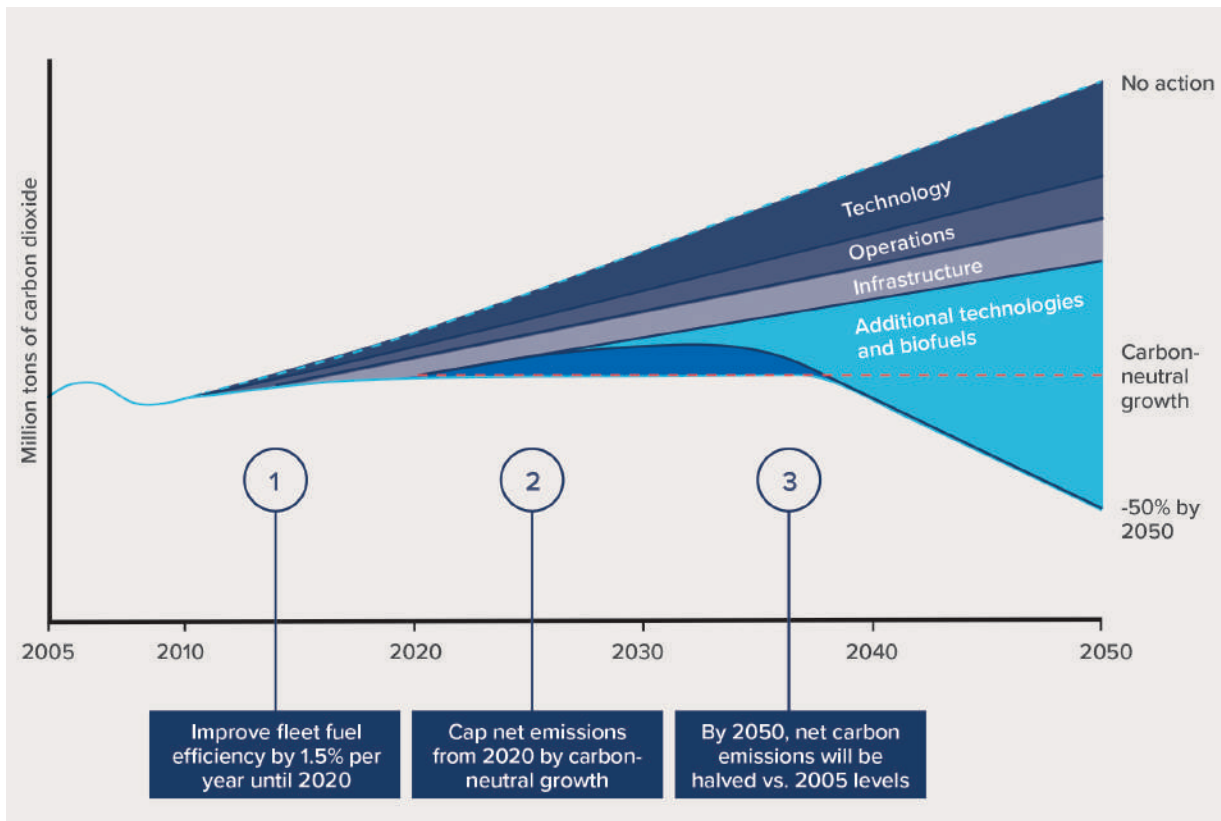 Million tons of carbon dioxide
No action
Technology
Operations
Infrastructure
Additional technologies
and biofuels
Carbon-
neutral
growth
-50% by
2050
1
2
3
2005
2010
2020
2030
2040
2050
Improve fleet fuel
efficiency by 1.5% per
year until 2020
Cap net emissions
from 2020 by carbon-
neutral growth
By 2050, net carbon
emissions will be
halved vs. 2005 levels